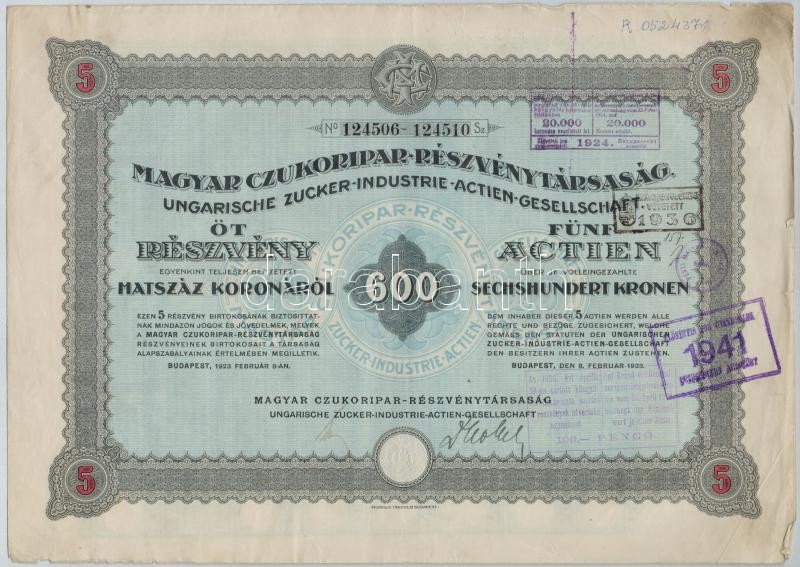 R 0524371
5
5
Nº 124506-124510 Sz.
20.000
20.000
1924.
MAGYAR CZUKORIPAR-RÉSZVÉNYTÁRSASÁG.
UNGARISCHE ZUCKER-INDUSTRIE-ACTIEN-GESELLSCHAFT.
1936
ÖT
RÉSZVÉNY
EGYENKINT TELJESEN BEFIZETETT
HATSZÁZ KORONÁRÓL
600
FÜNF
ACTIEN
ÜBER JE VOLLEINGEZAHLTE
SECHSHUNDERT KRONEN
EZEN 5 RÉSZVÉNY BIRTOKOSÁNAK BIZTOSITTAT-
NAK MINDAZON JOGOK ÉS JÖVEDELMEK, MELYEK
A MAGYAR CZUKORIPAR-RÉSZVÉNYTÁRSASÁG
RÉSZVÉNYEINEK BIRTOKOSAIT A TÁRSASÁG
ALAPSZABÁLYAINAK ÉRTELMÉBEN MEGILLETIK.
BUDAPEST, 1923 FEBRUÁR 8-ÁN.
DEM INHABER DIESER 5 ACTIEN WERDEN ALLE
RECHTE UND BEZÜGE ZUGESICHERT, WELCHE
GEMÄSS DEN STATUTEN DER UNGARISCHEN
ZUCKER-INDUSTRIE-ACTIEN-GESELLSCHAFT
DEN BESITZERN IHRER ACTIEN ZUSTEHEN.
BUDAPEST, DEN 8. FEBRUAR 1923.
1941
MAGYAR CZUKORIPAR-RÉSZVÉNYTÁRSASÁG
UNGARISCHE ZUCKER-INDUSTRIE-ACTIEN-GESELLSCHAFT
100.— PENGŐ
darabanth
5
5